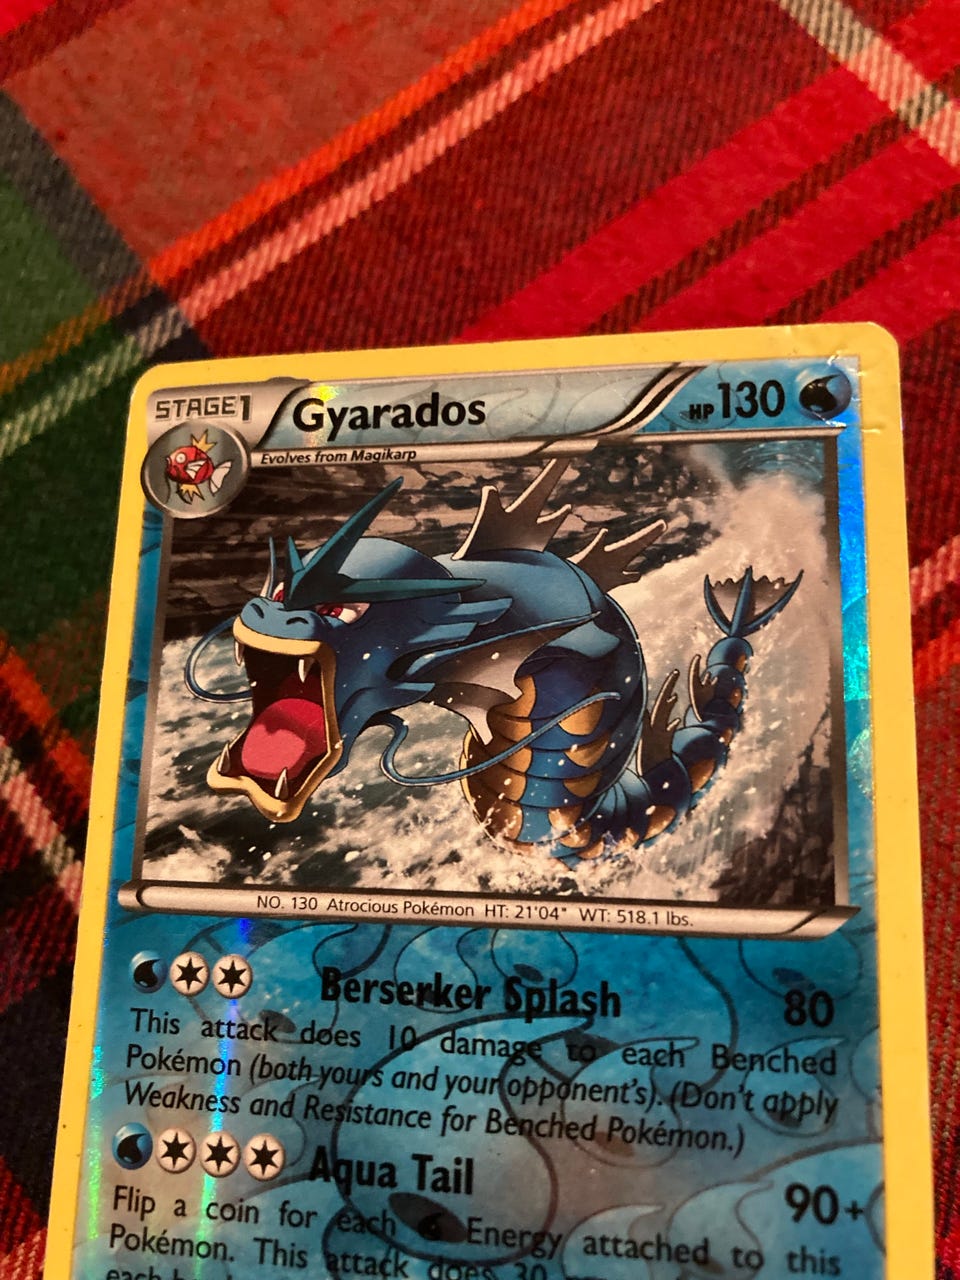 STAGE1
Gyarados
HP 130
Evolves from Magikarp
NO. 130 Atrocious Pokémon HT: 21'04" WT: 518.1 lbs.
Berserker Splash 80
This attack does 10 damage to each Benched
Pokémon (both yours and your opponent's). (Don't apply
Weakness and Resistance for Benched Pokémon.)
Aqua Tail 90+
Flip a coin for each Energy attached to this
Pokémon. This attack does 30
each